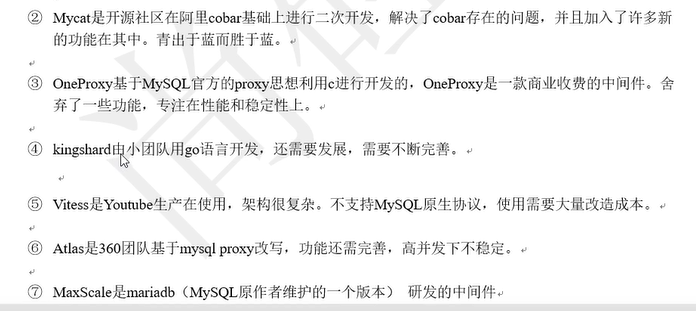 ② Mycat是开源社区在阿里cobar基础上进行二次开发，解决了cobar存在的问题，并且加入了许多新
的功能在其中。青出于蓝而胜于蓝。
③ OneProxy基于MySQL官方的proxy思想利用c进行开发的，OneProxy是一款商业收费的中间件。舍
弃了一些功能，专注在性能和稳定性上。
④ kingshard由小团队用go语言开发，还需要发展，需要不断完善。
⑤ Vitess是Youtube生产在使用，架构很复杂。不支持MySQL原生协议，使用需要大量改造成本。
⑥ Atlas是360团队基于mysql proxy改写，功能还需完善，高并发下不稳定。
⑦ MaxScale是mariadb（MySQL原作者维护的一个版本） 研发的中间件